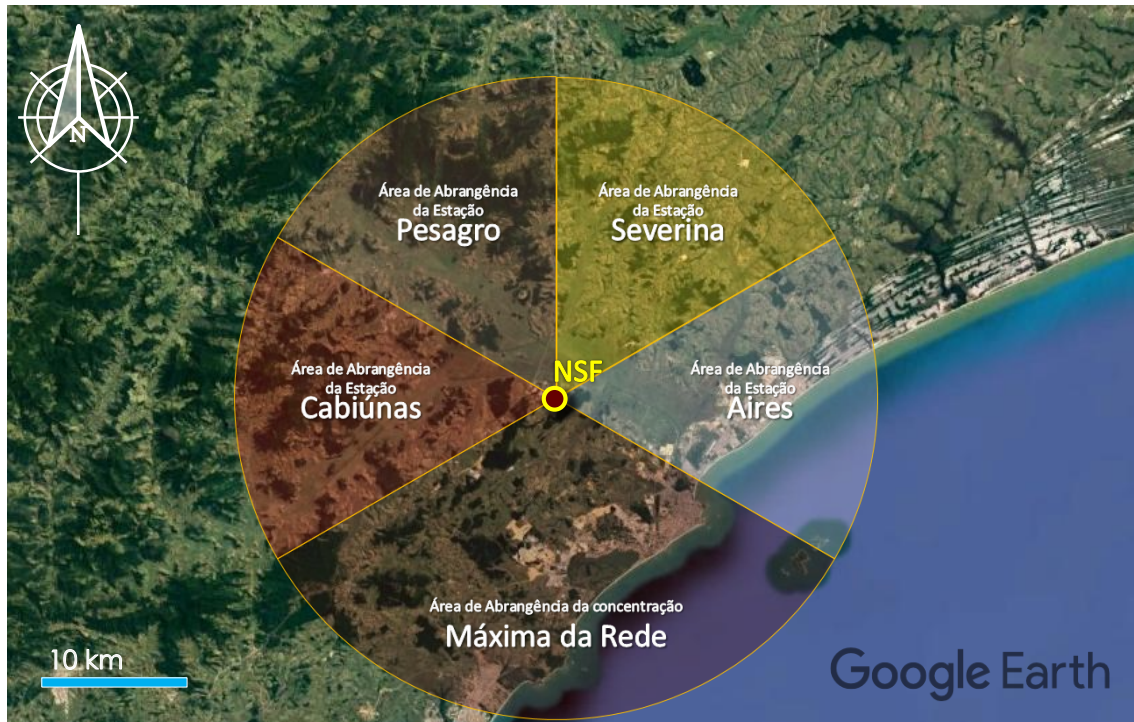 N
Área de Abrangência
da Estação
Pesagro
Área de Abrangência
da Estação
Severina
NSF
Área de Abrangência
da Estação
Cabiúnas
Área de Abrangência
da Estação
Aires
Área de Abrangência da concentração
Máxima da Rede
10 km
Google Earth